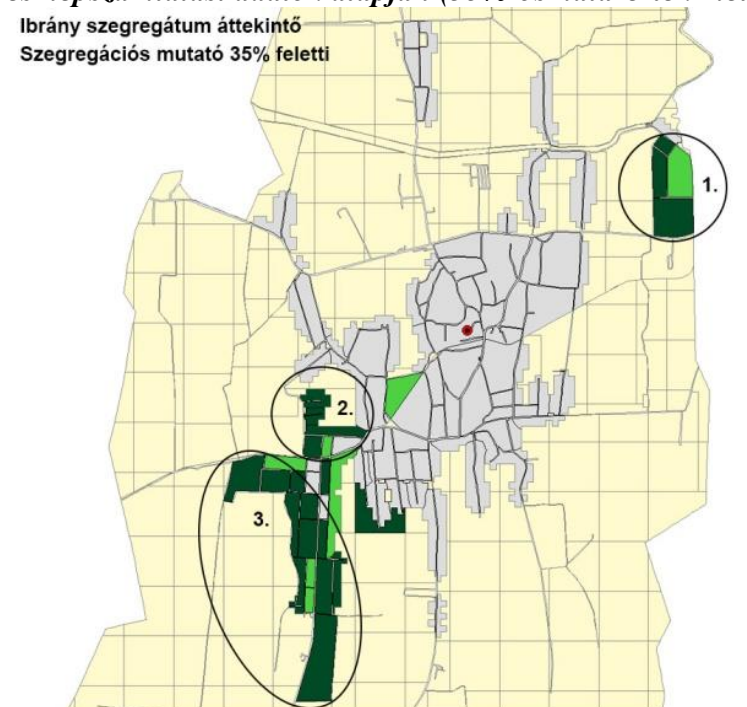 Ibrány szegregátum áttekintő
Szegregációs mutató 35% feletti
1.
2.
3.